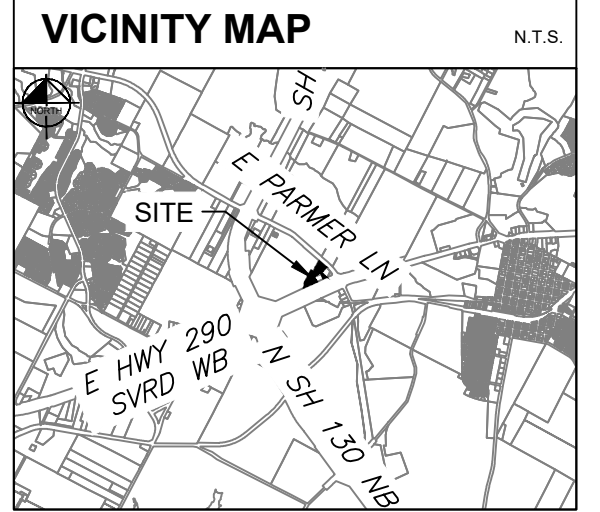 VICINITY MAP
N.T.S.
NORTH
SH
E PARMER LN
SITE
E HWY 290
SVRD WB
N SH 130 NB